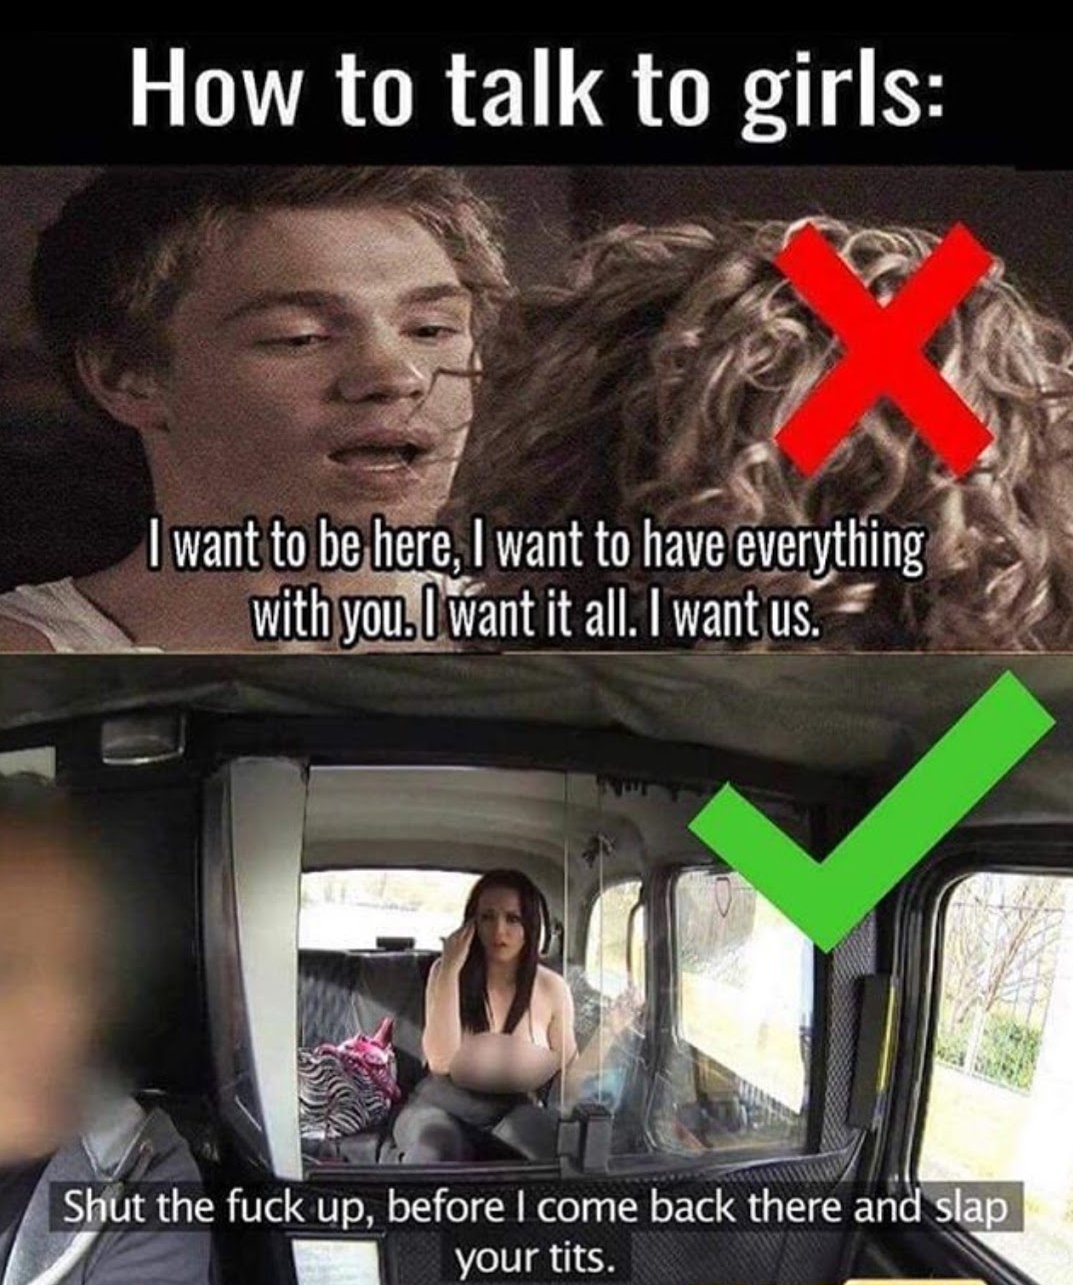 How to talk to girls:
I want to be here, I want to have everything
with you. I want it all. I want us.
Shut the fuck up, before I come back there and slap
your tits.